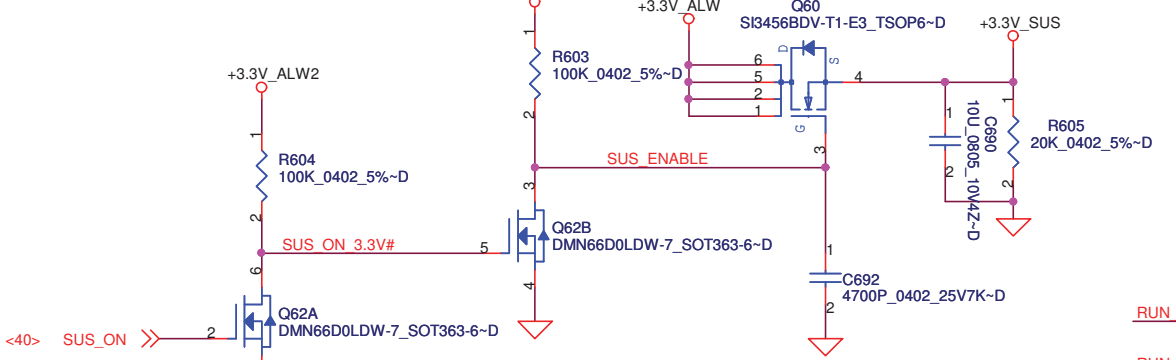 +3.3V_ALW
Q60
SI3456BDV-T1-E3_TSOP6~D
+3.3V_SUS
1
R603
100K_0402_5%~D
2
D
S
6
5
2
1
4
G
3
+3.3V_ALW2
1
R604
100K_0402_5%~D
2
1
C690
10U_0805_10V4Z~D
2
1
R605
20K_0402_5%~D
2
SUS_ENABLE
3
Q62B
DMN66D0LDW-7_SOT363-6~D
SUS_ON_3.3V#
5
4
6
1
C692
4700P_0402_25V7K~D
2
Q62A
DMN66D0LDW-7_SOT363-6~D
<40> SUS_ON
2
RUN_